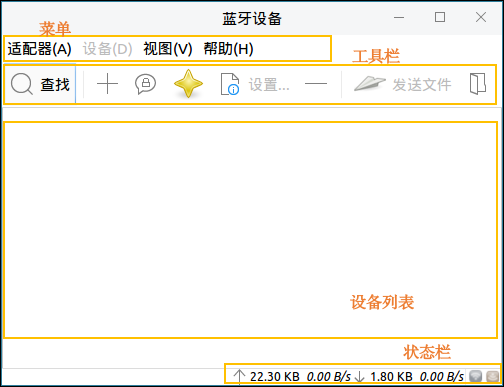 蓝牙设备
菜单
适配器(A) 设备(D) 视图(V) 帮助(H)
工具栏
查找 设置... 发送文件
设备列表
状态栏
22.30 KB 0.00 B/s 1.80 KB 0.00 B/s